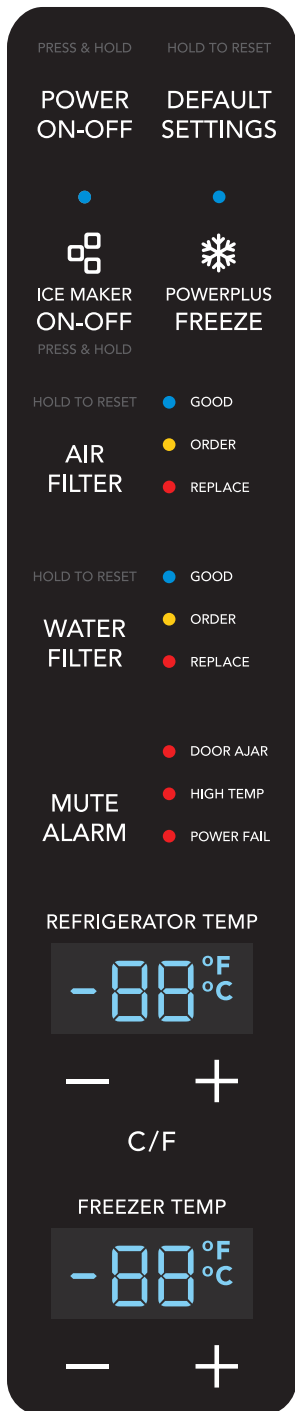 PRESS & HOLD
HOLD TO RESET
POWER
ON-OFF
DEFAULT
SETTINGS
ICE MAKER
ON-OFF
PRESS & HOLD
POWERPLUS
FREEZE
HOLD TO RESET
AIR
FILTER
GOOD
ORDER
REPLACE
HOLD TO RESET
WATER
FILTER
GOOD
ORDER
REPLACE
MUTE
ALARM
DOOR AJAR
HIGH TEMP
POWER FAIL
REFRIGERATOR TEMP
-88 °F
°C
− +
C/F
FREEZER TEMP
-88 °F
°C
− +